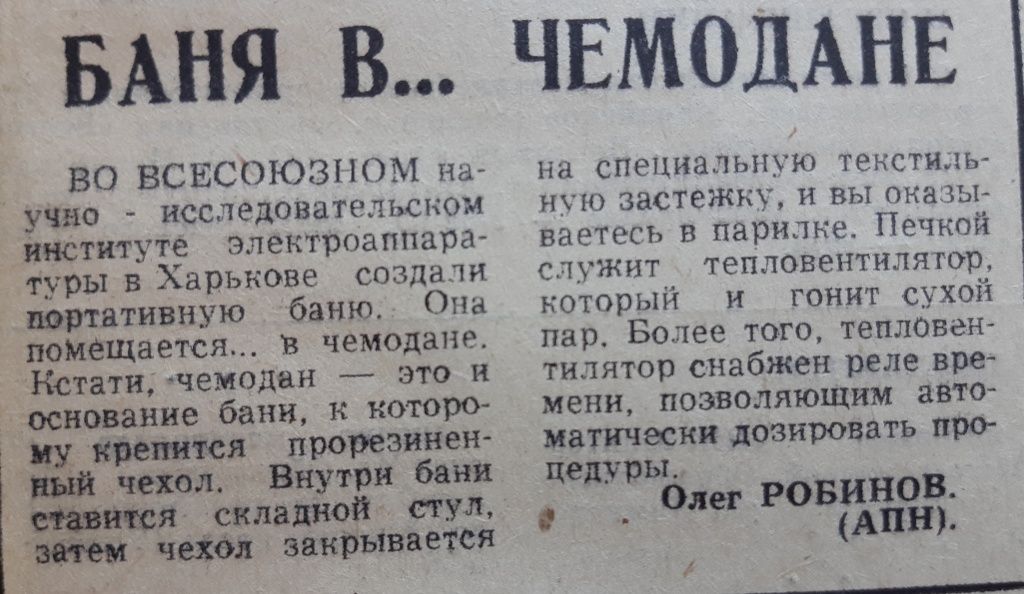 БАНЯ В... ЧЕМОДАНЕ
ВО ВСЕСОЮЗНОМ на-
учно - исследовательском
институте электроаппара-
туры в Харькове создали
портативную баню. Она
помещается... в чемодане.
Кстати, чемодан — это и
основание бани, к которо-
му крепится прорезинен-
ный чехол. Внутри бани
ставится складной стул,
затем чехол закрывается
на специальную текстиль-
ную застежку, и вы оказы-
ваетесь в парилке. Печкой
служит тепловентилятор,
который и гонит сухой
пар. Более того, тепловен-
тилятор снабжен реле вре-
мени, позволяющим авто-
матически дозировать про-
цедуры.
Олег РОБИНОВ.
(АПН).